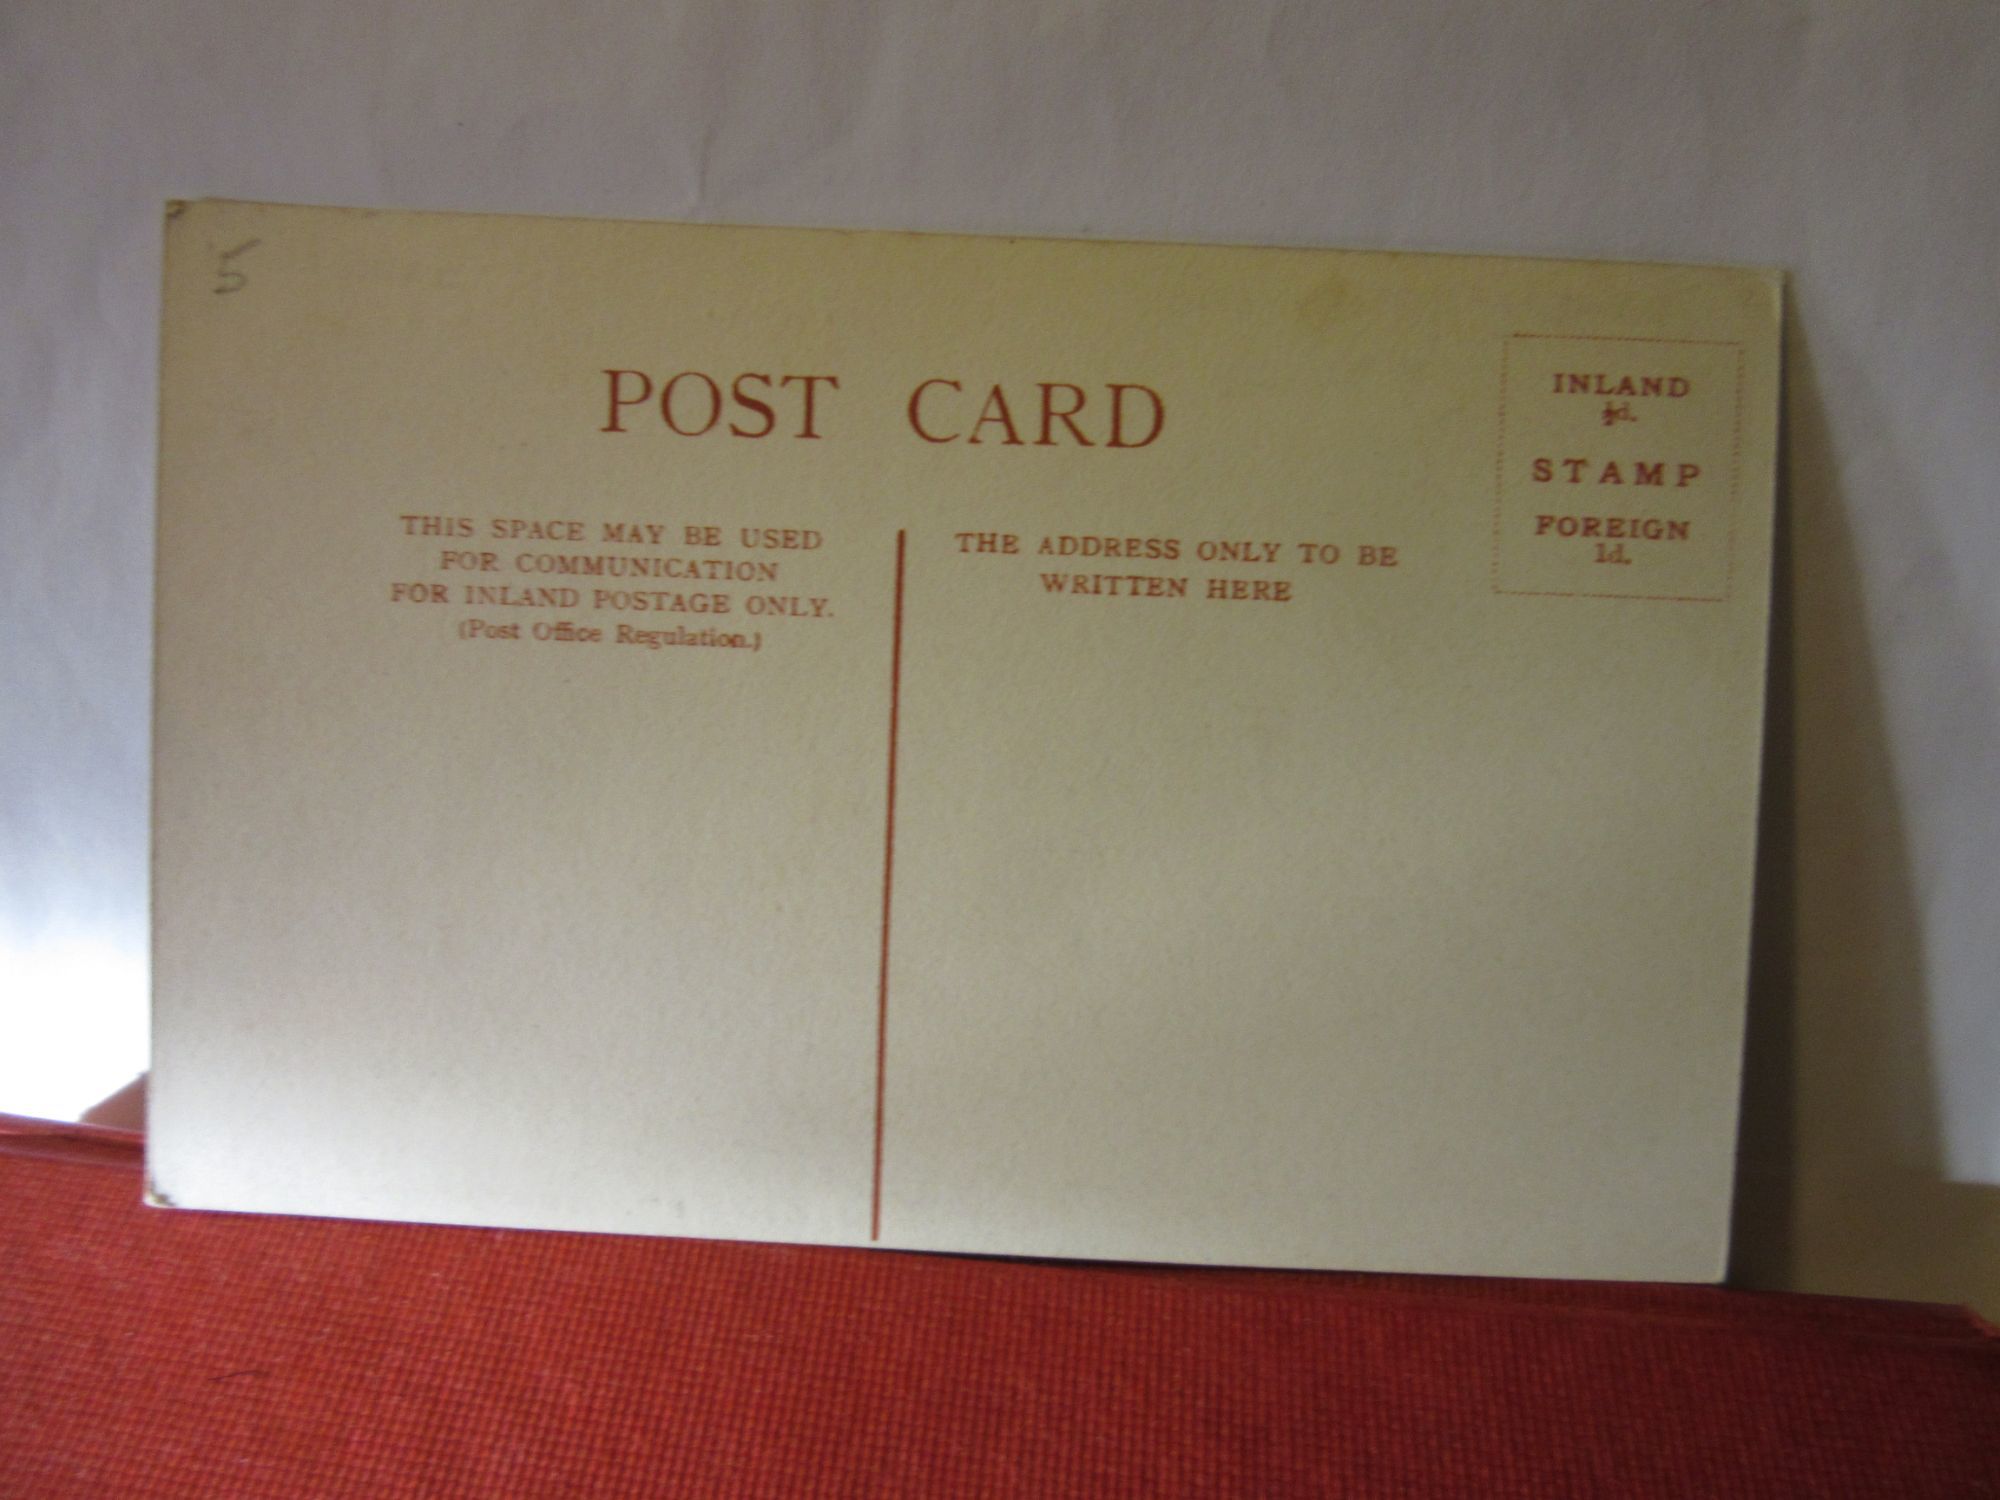 5
POST CARD
INLAND
½d.
STAMP
FOREIGN
1d.
THIS SPACE MAY BE USED
FOR COMMUNICATION
FOR INLAND POSTAGE ONLY.
(Post Office Regulation.)
THE ADDRESS ONLY TO BE
WRITTEN HERE